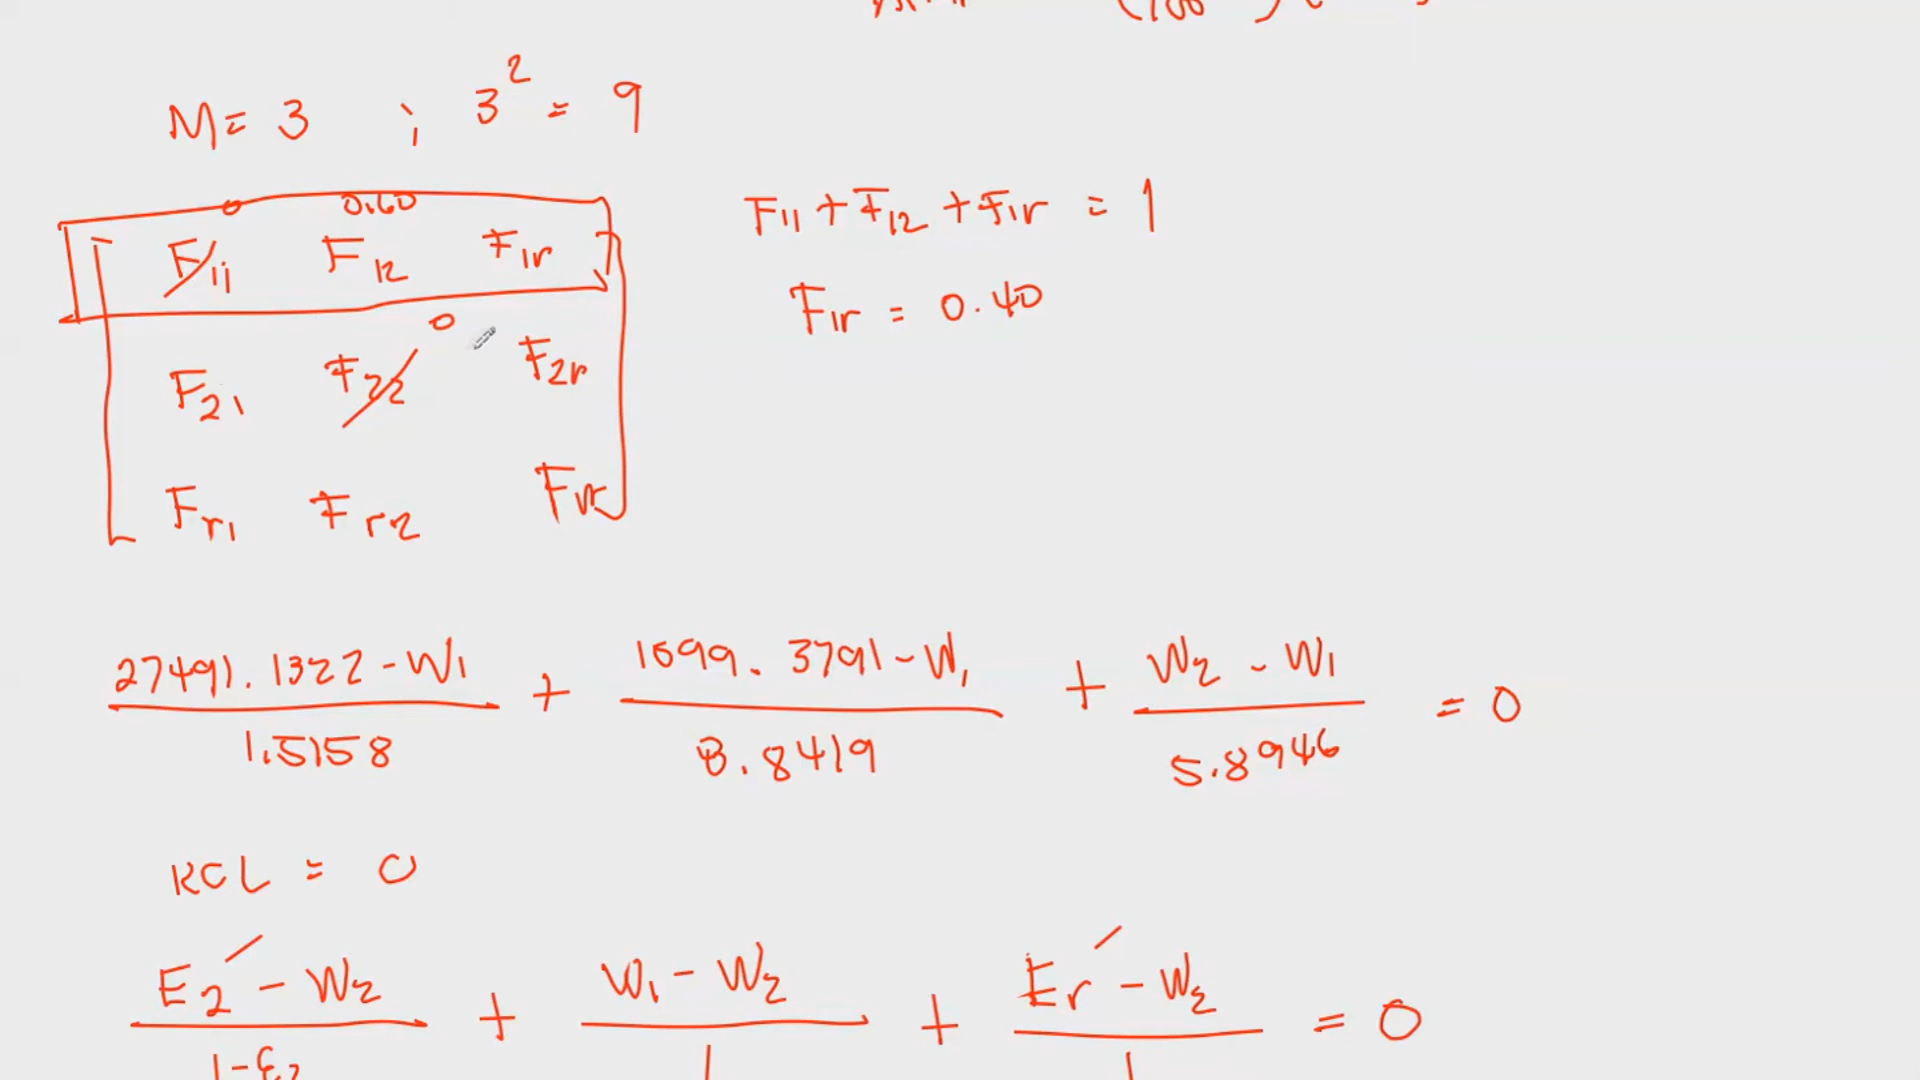 M = 3 ; 3² = 9
0 0.60
F11 F12 F1r
F11 + F12 + F1r = 1
F1r = 0.40
0
F21 F22 F2r
Fr1 Fr2 Frr
27491.1322 - W1 + 1699.3791 - W1 + W2 - W1 = 0
1.5158 8.8419 5.8946
KCL = 0
E2 - W2 + W1 - W2 + Er - W2 = 0
1 - ε2 1 1